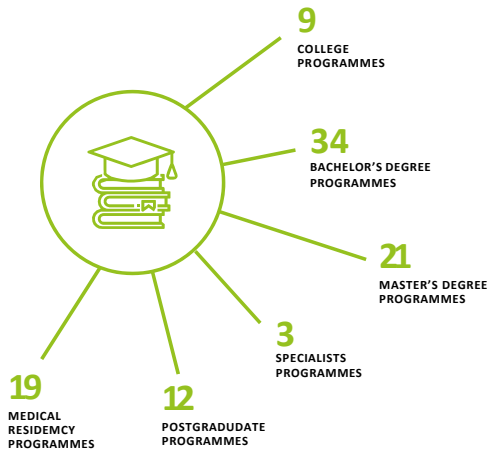 9
COLLEGE
PROGRAMMES
34
BACHELOR'S DEGREE
PROGRAMMES
21
MASTER'S DEGREE
PROGRAMMES
3
SPECIALISTS
PROGRAMMES
12
POSTGRADUDATE
PROGRAMMES
19
MEDICAL
RESIDEMCY
PROGRAMMES